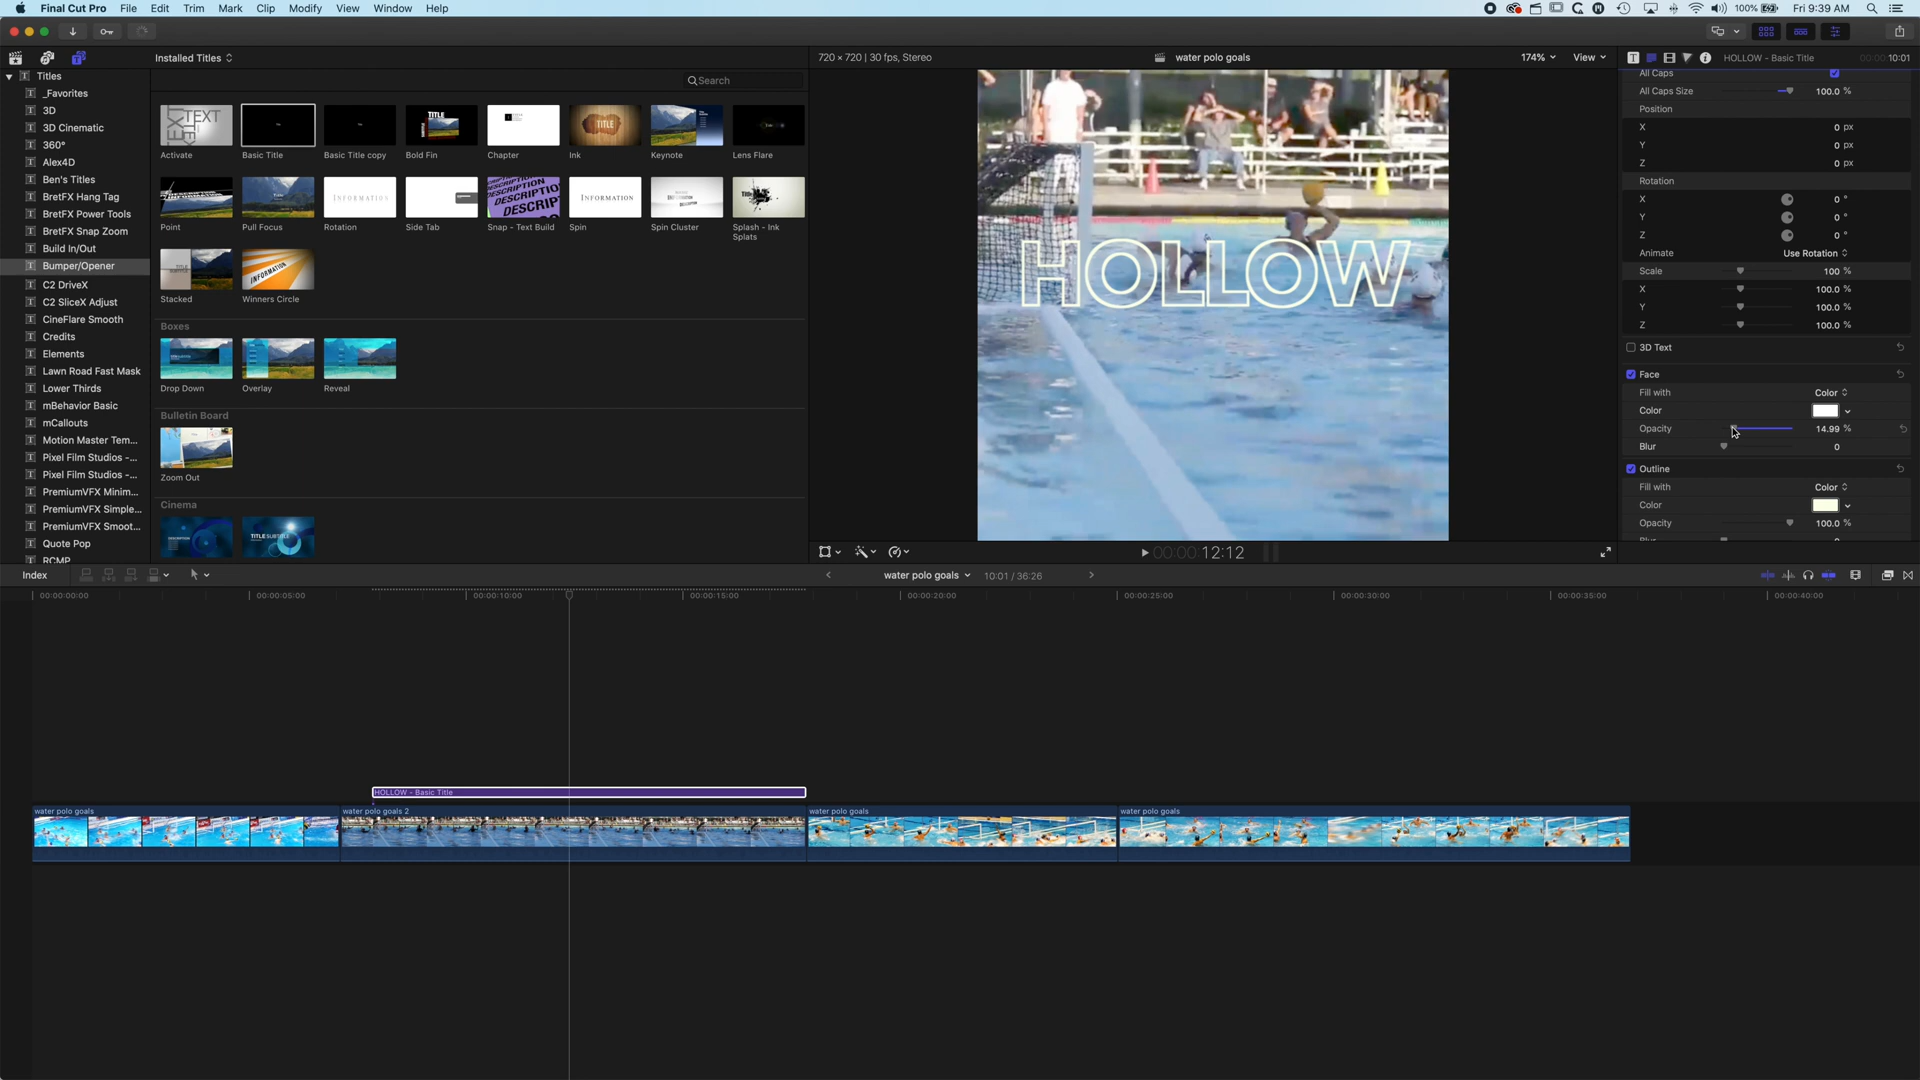 Final Cut Pro File Edit Trim Mark Clip Modify View Window Help
100% Fri 9:39 AM
Installed Titles
720 × 720 | 30 fps, Stereo
water polo goals
174% View
HOLLOW - Basic Title
00:00:10:01
Titles
_Favorites
3D
3D Cinematic
360°
Alex4D
Ben's Titles
BretFX Hang Tag
BretFX Power Tools
BretFX Snap Zoom
Build In/Out
Bumper/Opener
C2 DriveX
C2 SliceX Adjust
CineFlare Smooth
Credits
Elements
Lawn Road Fast Mask
Lower Thirds
mBehavior Basic
mCallouts
Motion Master Tem...
Pixel Film Studios -...
Pixel Film Studios -...
PremiumVFX Minim...
PremiumVFX Simple...
PremiumVFX Smoot...
Quote Pop
RCMP
Search
Activate
Basic Title
Basic Title copy
Bold Fin
Chapter
Ink
Keynote
Lens Flare
Point
Pull Focus
Rotation
Side Tab
Snap - Text Build
Spin
Spin Cluster
Splash - Ink
Splats
Stacked
Winners Circle
Boxes
Drop Down
Overlay
Reveal
Bulletin Board
Zoom Out
Cinema
HOLLOW
00:00:12:12
All Caps
All Caps Size 100.0 %
Position
X 0 px
Y 0 px
Z 0 px
Rotation
X 0 °
Y 0 °
Z 0 °
Animate Use Rotation
Scale 100 %
X 100.0 %
Y 100.0 %
Z 100.0 %
3D Text
Face
Fill with Color
Color
Opacity 14.99 %
Blur 0
Outline
Fill with Color
Color
Opacity 100.0 %
Blur 0
Index
water polo goals 10:01 / 36:26
00:00:00:00
00:00:05:00
00:00:10:00
00:00:15:00
00:00:20:00
00:00:25:00
00:00:30:00
00:00:35:00
00:00:40:00
HOLLOW - Basic Title
water polo goals
water polo goals 2
water polo goals
water polo goals